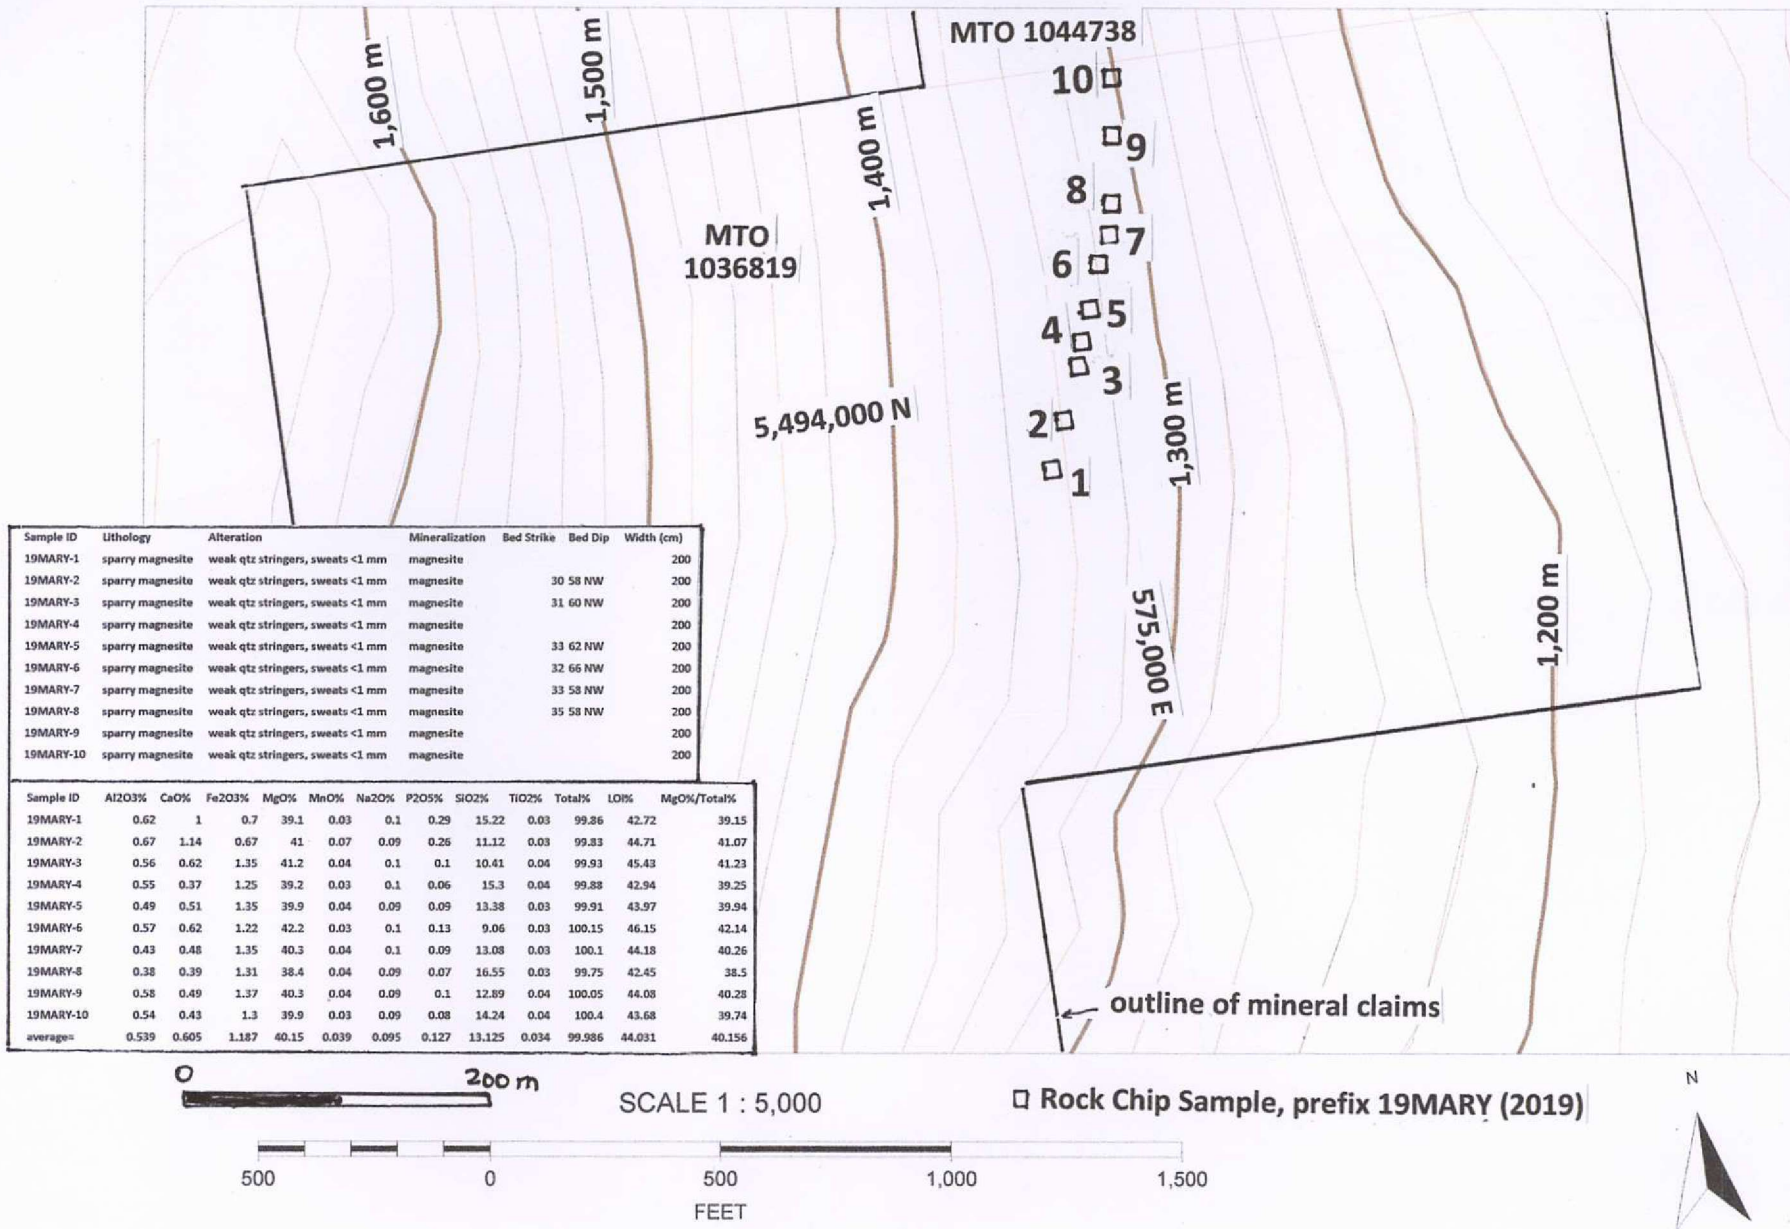 MTO 1044738
1,600 m
1,500 m
1,400 m
10
9
8
7
6
5
4
3
2
1
MTO
1036819
5,494,000 N
1,300 m
575,000 E
1,200 m
Sample ID Lithology Alteration Mineralization Bed Strike Bed Dip Width (cm)
19MARY-1 sparry magnesite weak qtz stringers, sweats <1 mm magnesite 200
19MARY-2 sparry magnesite weak qtz stringers, sweats <1 mm magnesite 30 58 NW 200
19MARY-3 sparry magnesite weak qtz stringers, sweats <1 mm magnesite 31 60 NW 200
19MARY-4 sparry magnesite weak qtz stringers, sweats <1 mm magnesite 200
19MARY-5 sparry magnesite weak qtz stringers, sweats <1 mm magnesite 33 62 NW 200
19MARY-6 sparry magnesite weak qtz stringers, sweats <1 mm magnesite 32 66 NW 200
19MARY-7 sparry magnesite weak qtz stringers, sweats <1 mm magnesite 33 58 NW 200
19MARY-8 sparry magnesite weak qtz stringers, sweats <1 mm magnesite 35 58 NW 200
19MARY-9 sparry magnesite weak qtz stringers, sweats <1 mm magnesite 200
19MARY-10 sparry magnesite weak qtz stringers, sweats <1 mm magnesite 200
Sample ID Al2O3% CaO% Fe2O3% MgO% MnO% Na2O% P2O5% SiO2% TiO2% Total% LOI% MgO%/Total%
19MARY-1 0.62 1 0.7 39.1 0.03 0.1 0.29 15.22 0.03 99.86 42.72 39.15
19MARY-2 0.67 1.14 0.67 41 0.07 0.09 0.26 11.12 0.03 99.83 44.71 41.07
19MARY-3 0.56 0.62 1.35 41.2 0.04 0.1 0.1 10.41 0.04 99.93 45.43 41.23
19MARY-4 0.55 0.37 1.25 39.2 0.03 0.1 0.06 15.3 0.04 99.88 42.94 39.25
19MARY-5 0.49 0.51 1.35 39.9 0.04 0.09 0.09 13.38 0.03 99.91 43.97 39.94
19MARY-6 0.57 0.62 1.22 42.2 0.03 0.1 0.13 9.06 0.03 100.15 46.15 42.14
19MARY-7 0.43 0.48 1.35 40.3 0.04 0.1 0.09 13.08 0.03 100.1 44.18 40.26
19MARY-8 0.38 0.39 1.31 38.4 0.04 0.09 0.07 16.55 0.03 99.75 42.45 38.5
19MARY-9 0.58 0.49 1.37 40.3 0.04 0.09 0.1 12.89 0.04 100.05 44.08 40.28
19MARY-10 0.54 0.43 1.3 39.9 0.03 0.09 0.08 14.24 0.04 100.4 43.68 39.74
average= 0.539 0.605 1.187 40.15 0.039 0.095 0.127 13.125 0.034 99.986 44.031 40.156
outline of mineral claims
0 200 m
SCALE 1 : 5,000
Rock Chip Sample, prefix 19MARY (2019)
N
500 0 500 1,000 1,500
FEET